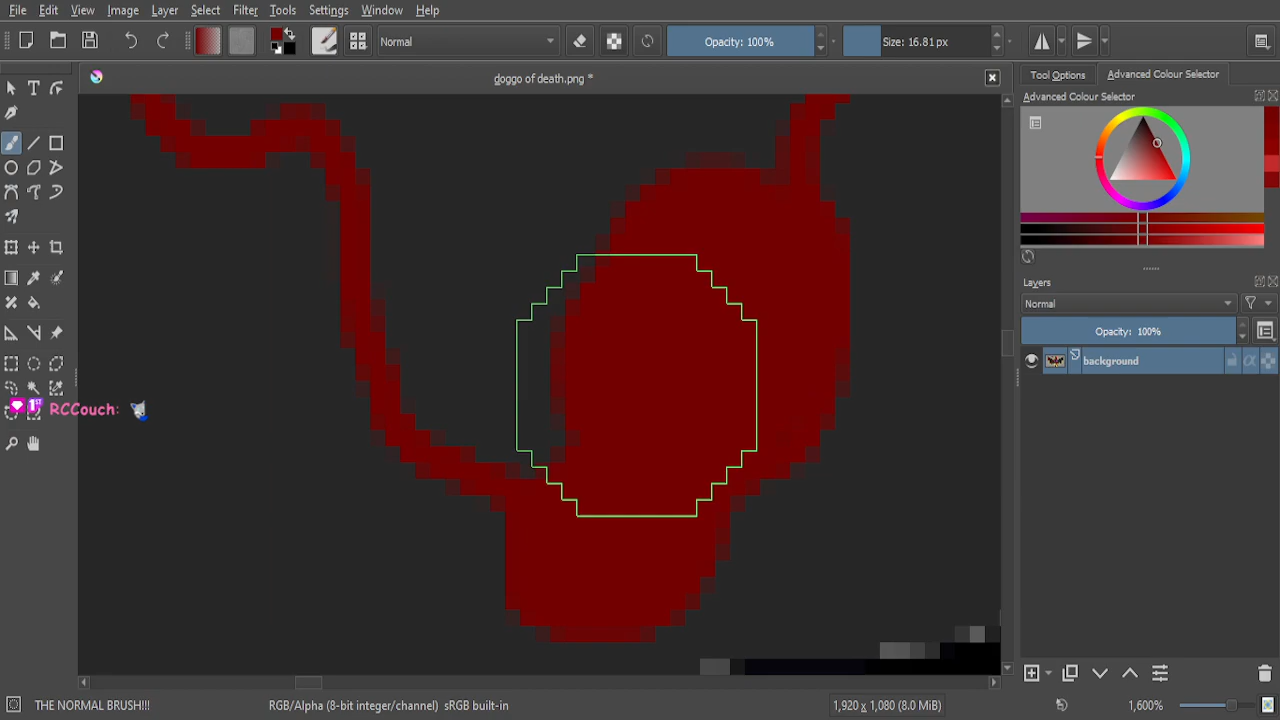 File Edit View Image Layer Select Filter Tools Settings Window Help
Normal
Opacity: 100%
Size: 16.81 px
doggo of death.png *
Tool Options
Advanced Colour Selector
Advanced Colour Selector
Layers
Normal
Opacity: 100%
background
1st RCCouch:
THE NORMAL BRUSH!!!
RGB/Alpha (8-bit integer/channel) sRGB built-in
1,920 x 1,080 (8.0 MiB)
1,600%